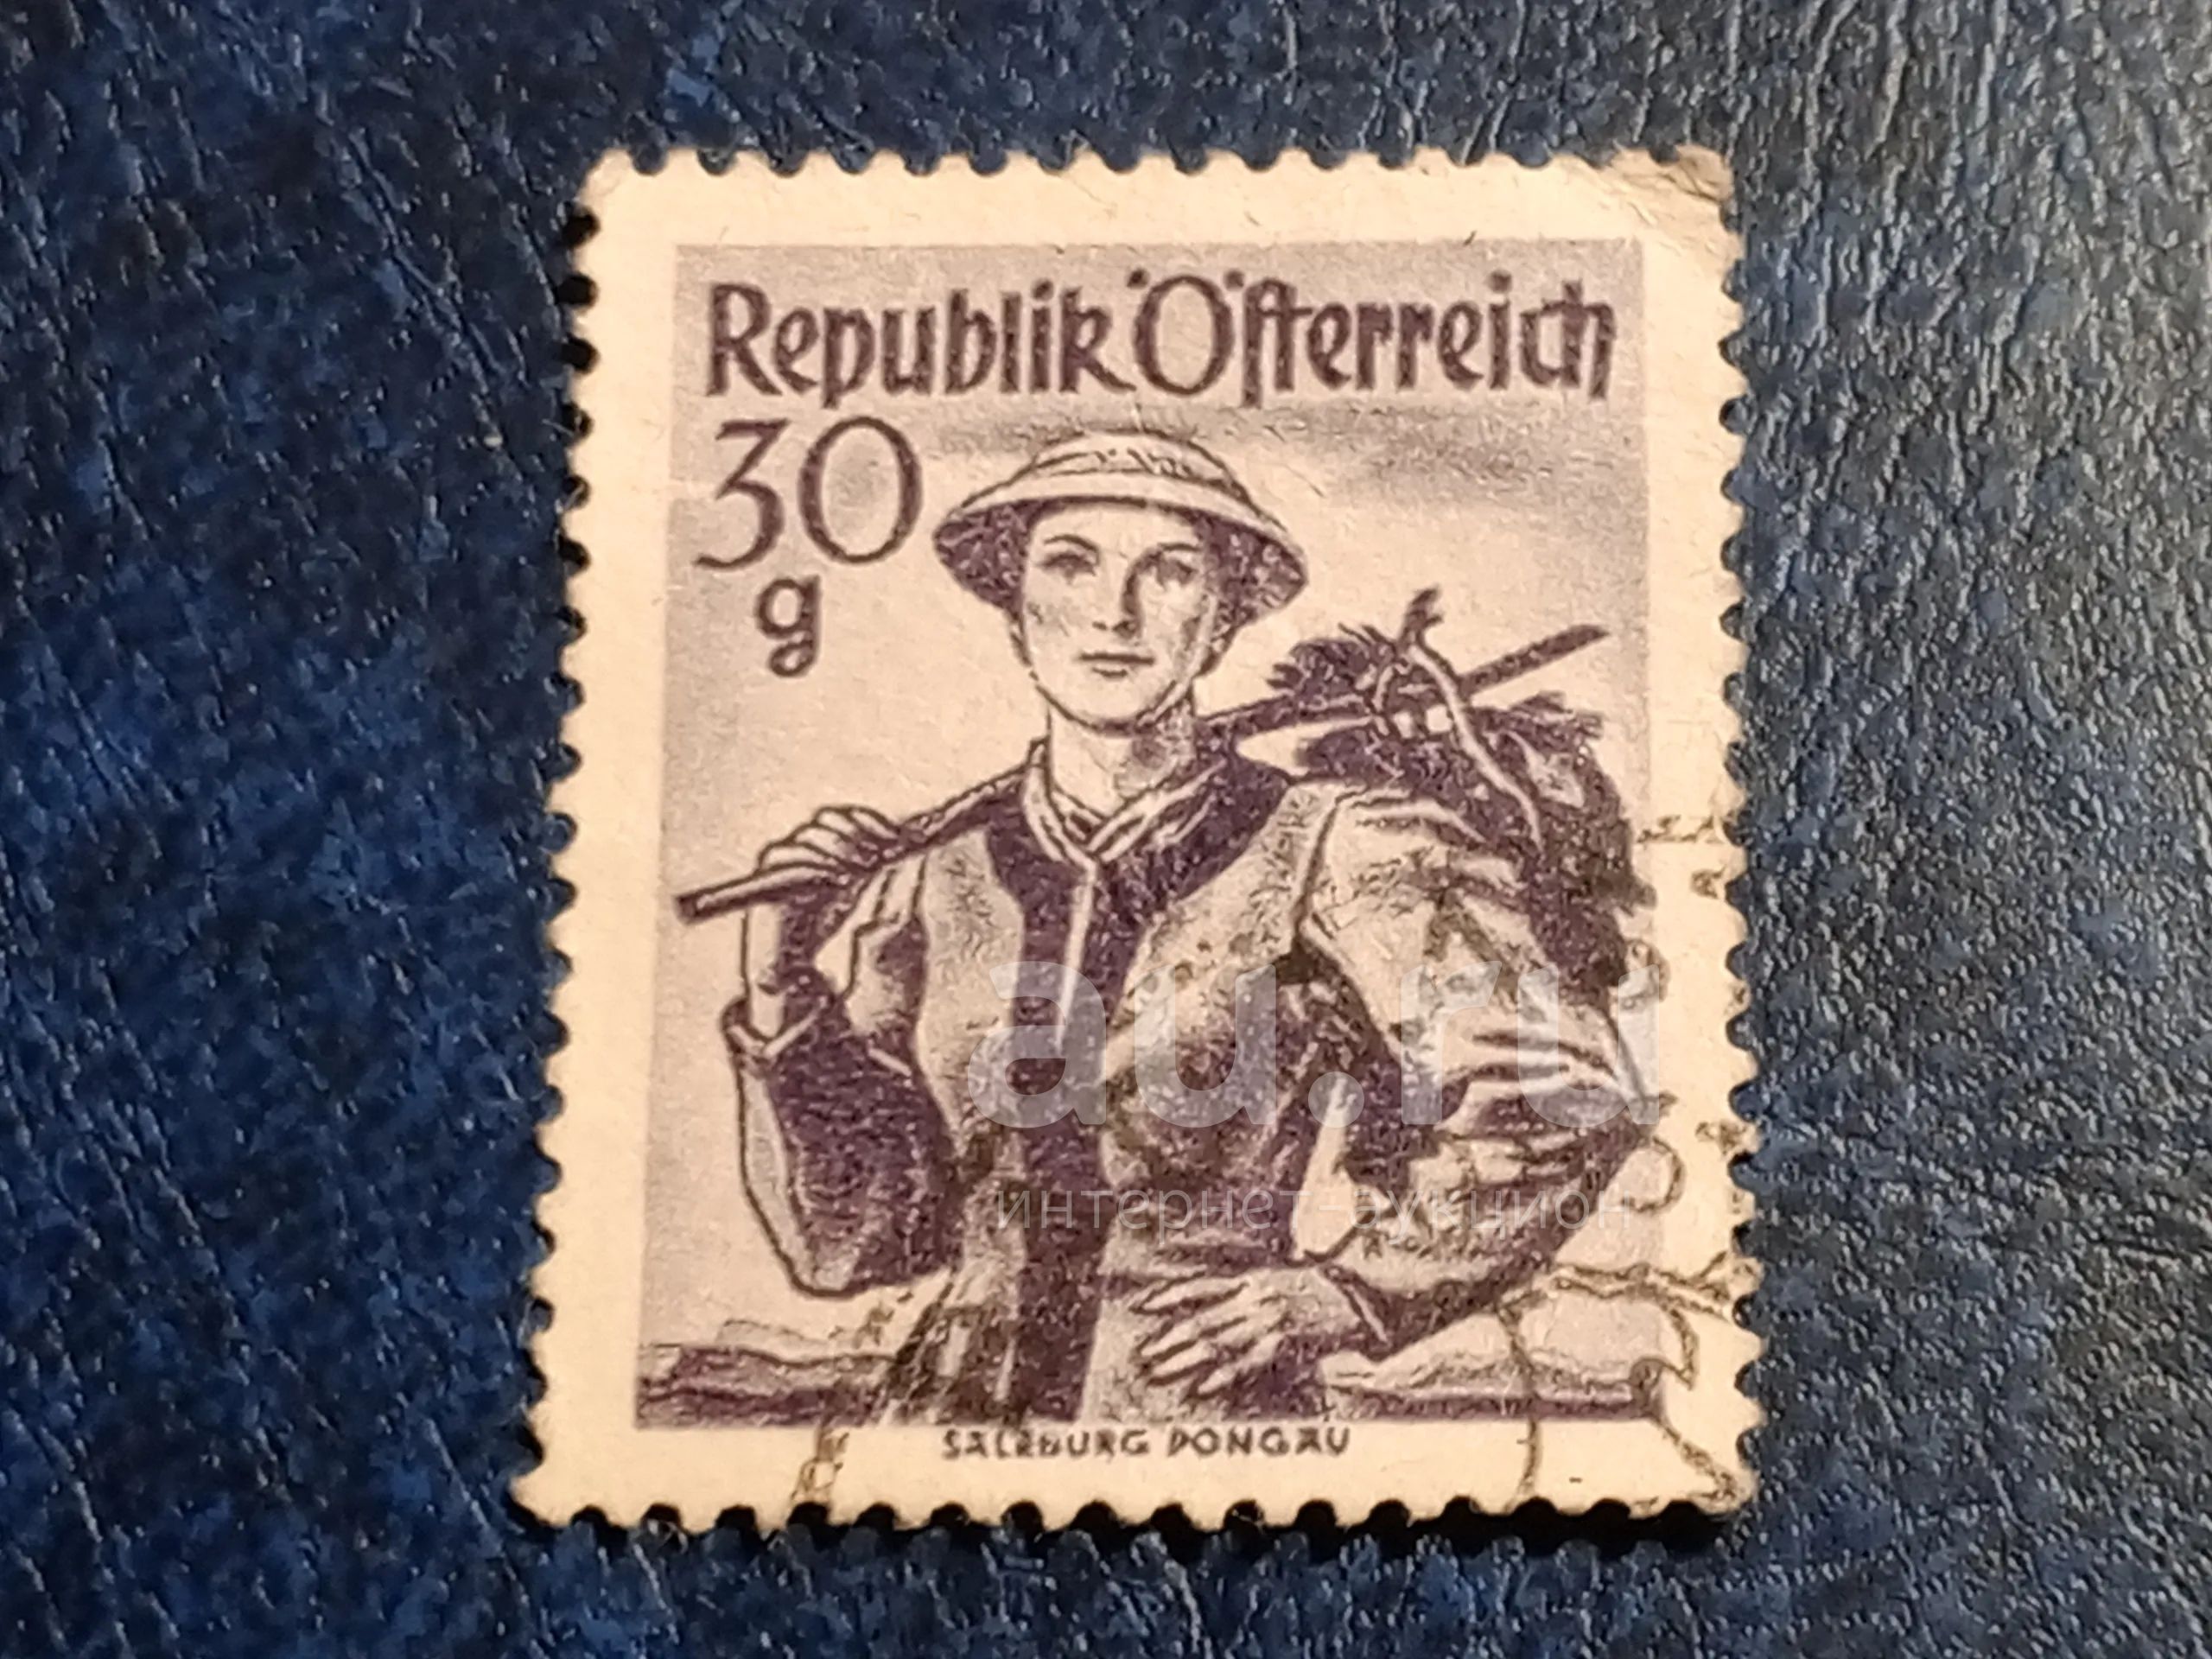 Republik Österreich
30
g
au.ru
интернет-аукцион
SALZBURG PONGAU